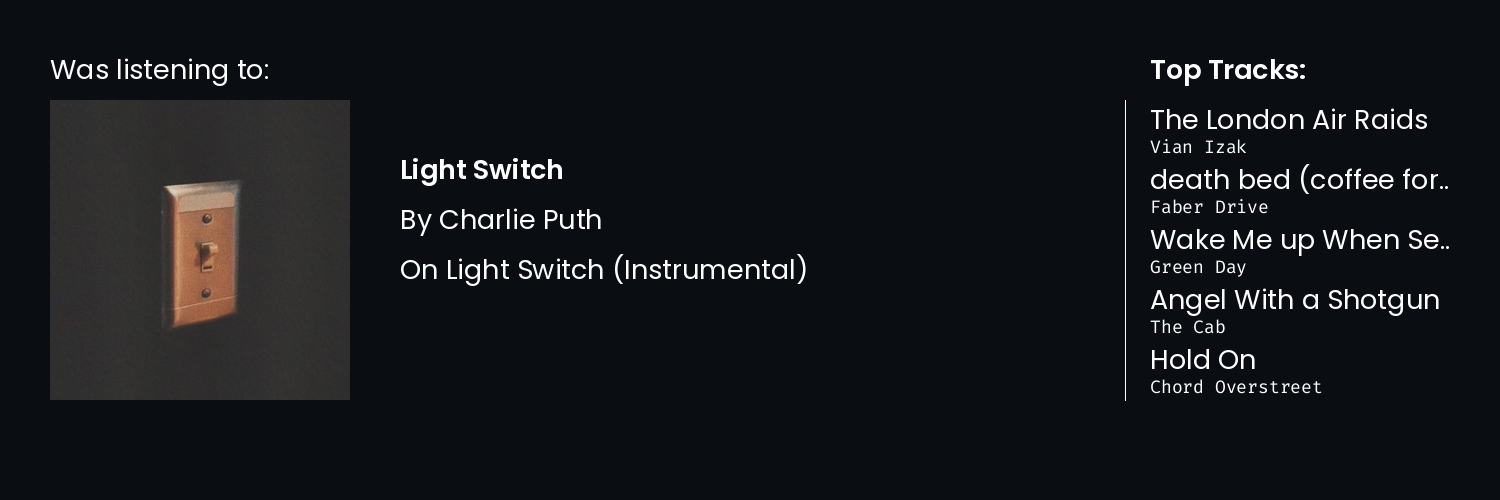 Was listening to:
Light Switch
By Charlie Puth
On Light Switch (Instrumental)
Top Tracks:
The London Air Raids
Vian Izak
death bed (coffee for..
Faber Drive
Wake Me up When Se..
Green Day
Angel With a Shotgun
The Cab
Hold On
Chord Overstreet